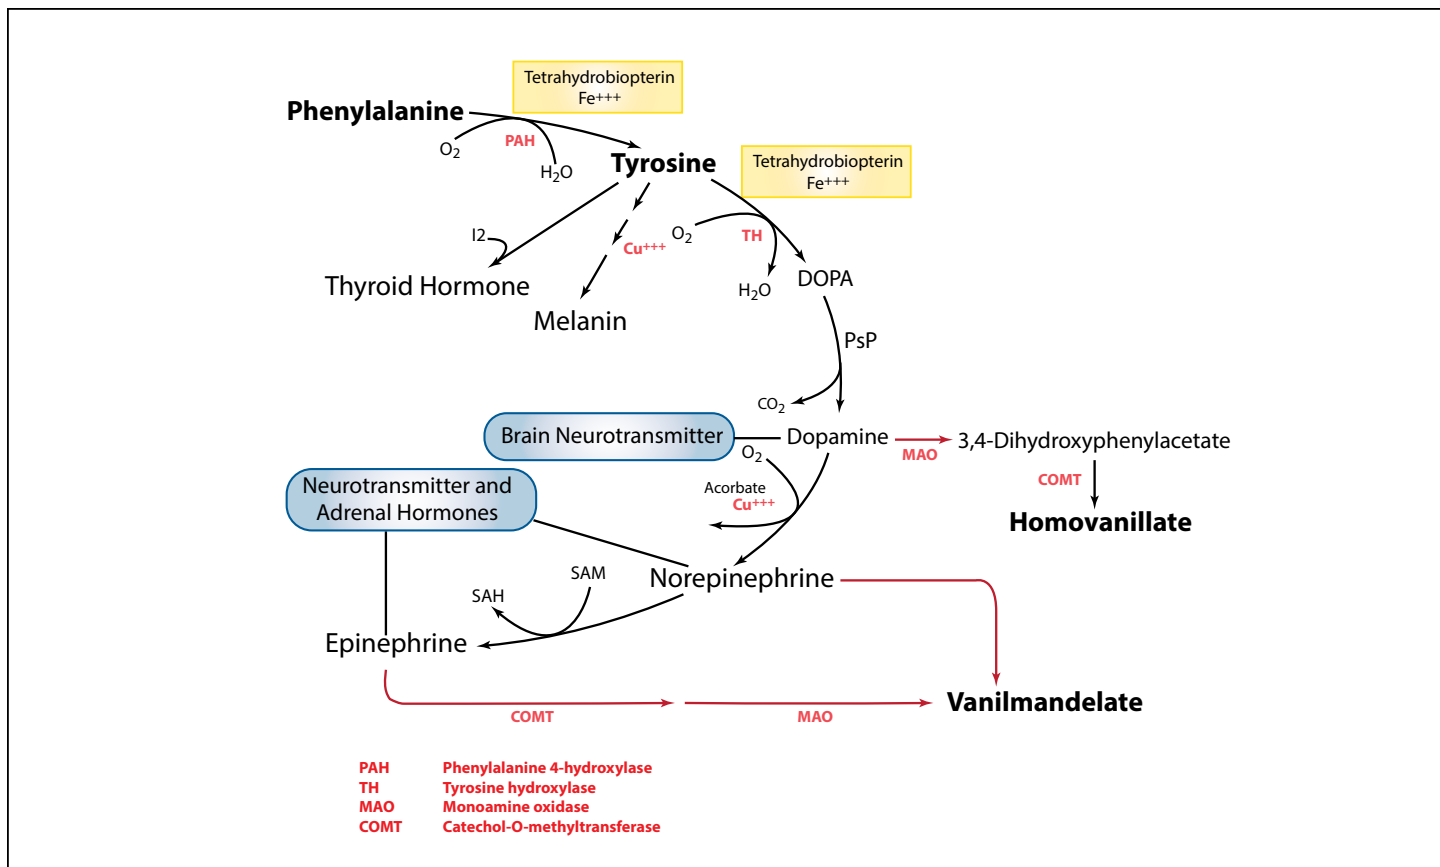 Tetrahydrobiopterin
Fe+++
Phenylalanine
O2
PAH
H2O
Tyrosine
Tetrahydrobiopterin
Fe+++
I2
Cu+++
O2
TH
H2O
DOPA
Thyroid Hormone
Melanin
PsP
CO2
Brain Neurotransmitter
Dopamine
MAO
3,4-Dihydroxyphenylacetate
O2
COMT
Acorbate
Cu+++
Neurotransmitter and
Adrenal Hormones
Homovanillate
SAM
SAH
Norepinephrine
Epinephrine
COMT
MAO
Vanilmandelate
PAH Phenylalanine 4-hydroxylase
TH Tyrosine hydroxylase
MAO Monoamine oxidase
COMT Catechol-O-methyltransferase